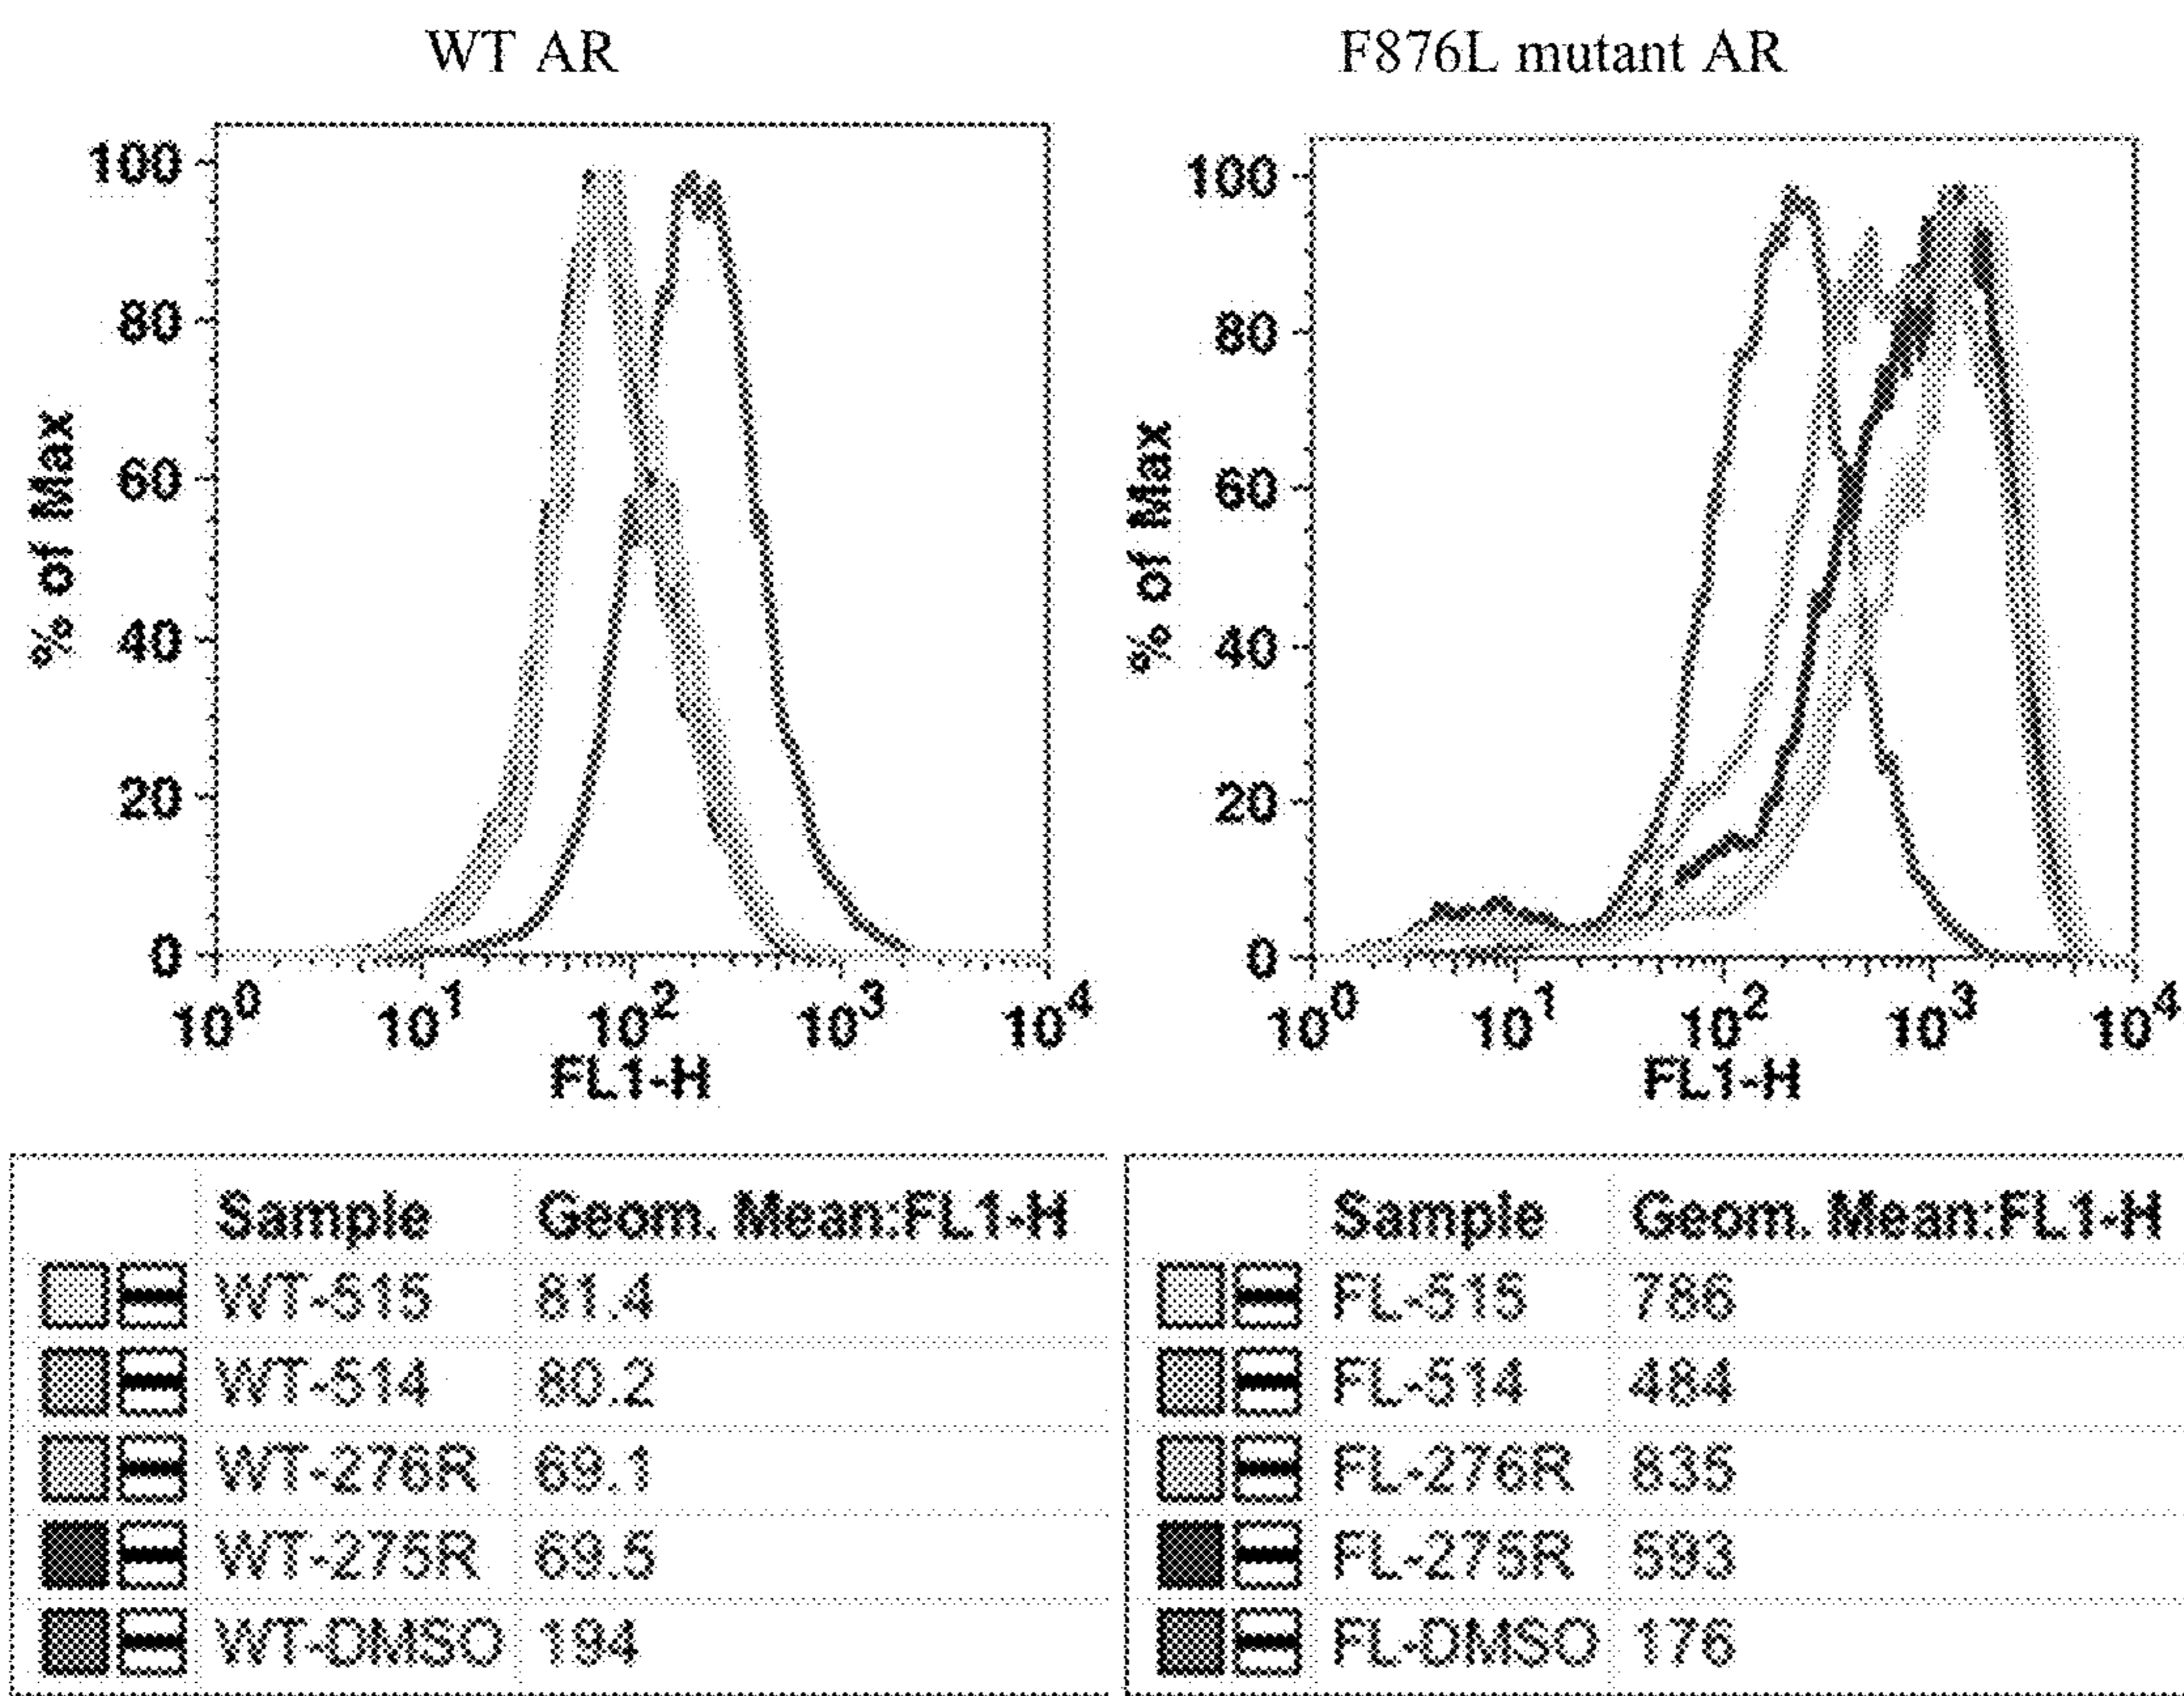 WT AR
F876L mutant AR
100
80
60
40
20
0
% of Max
10^0 10^1 10^2 10^3 10^4
FL1-H
100
80
60
40
20
0
% of Max
10^0 10^1 10^2 10^3 10^4
FL1-H
Sample Geom. Mean:FL1-H
WT-515 81.4
WT-514 80.2
WT-276R 69.1
WT-275R 69.5
WT-DMSO 194
Sample Geom. Mean:FL1-H
FL-515 786
FL-514 484
FL-276R 835
FL-275R 593
FL-DMSO 176